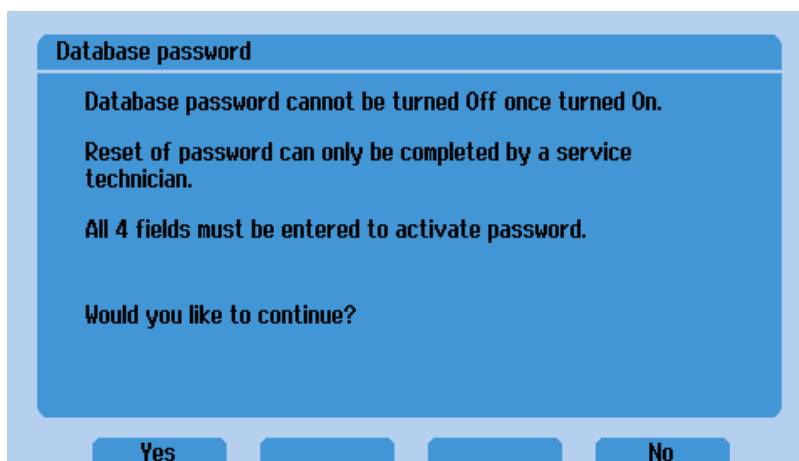 Database password
Database password cannot be turned Off once turned On.
Reset of password can only be completed by a service
technician.
All 4 fields must be entered to activate password.
Would you like to continue?
Yes
No